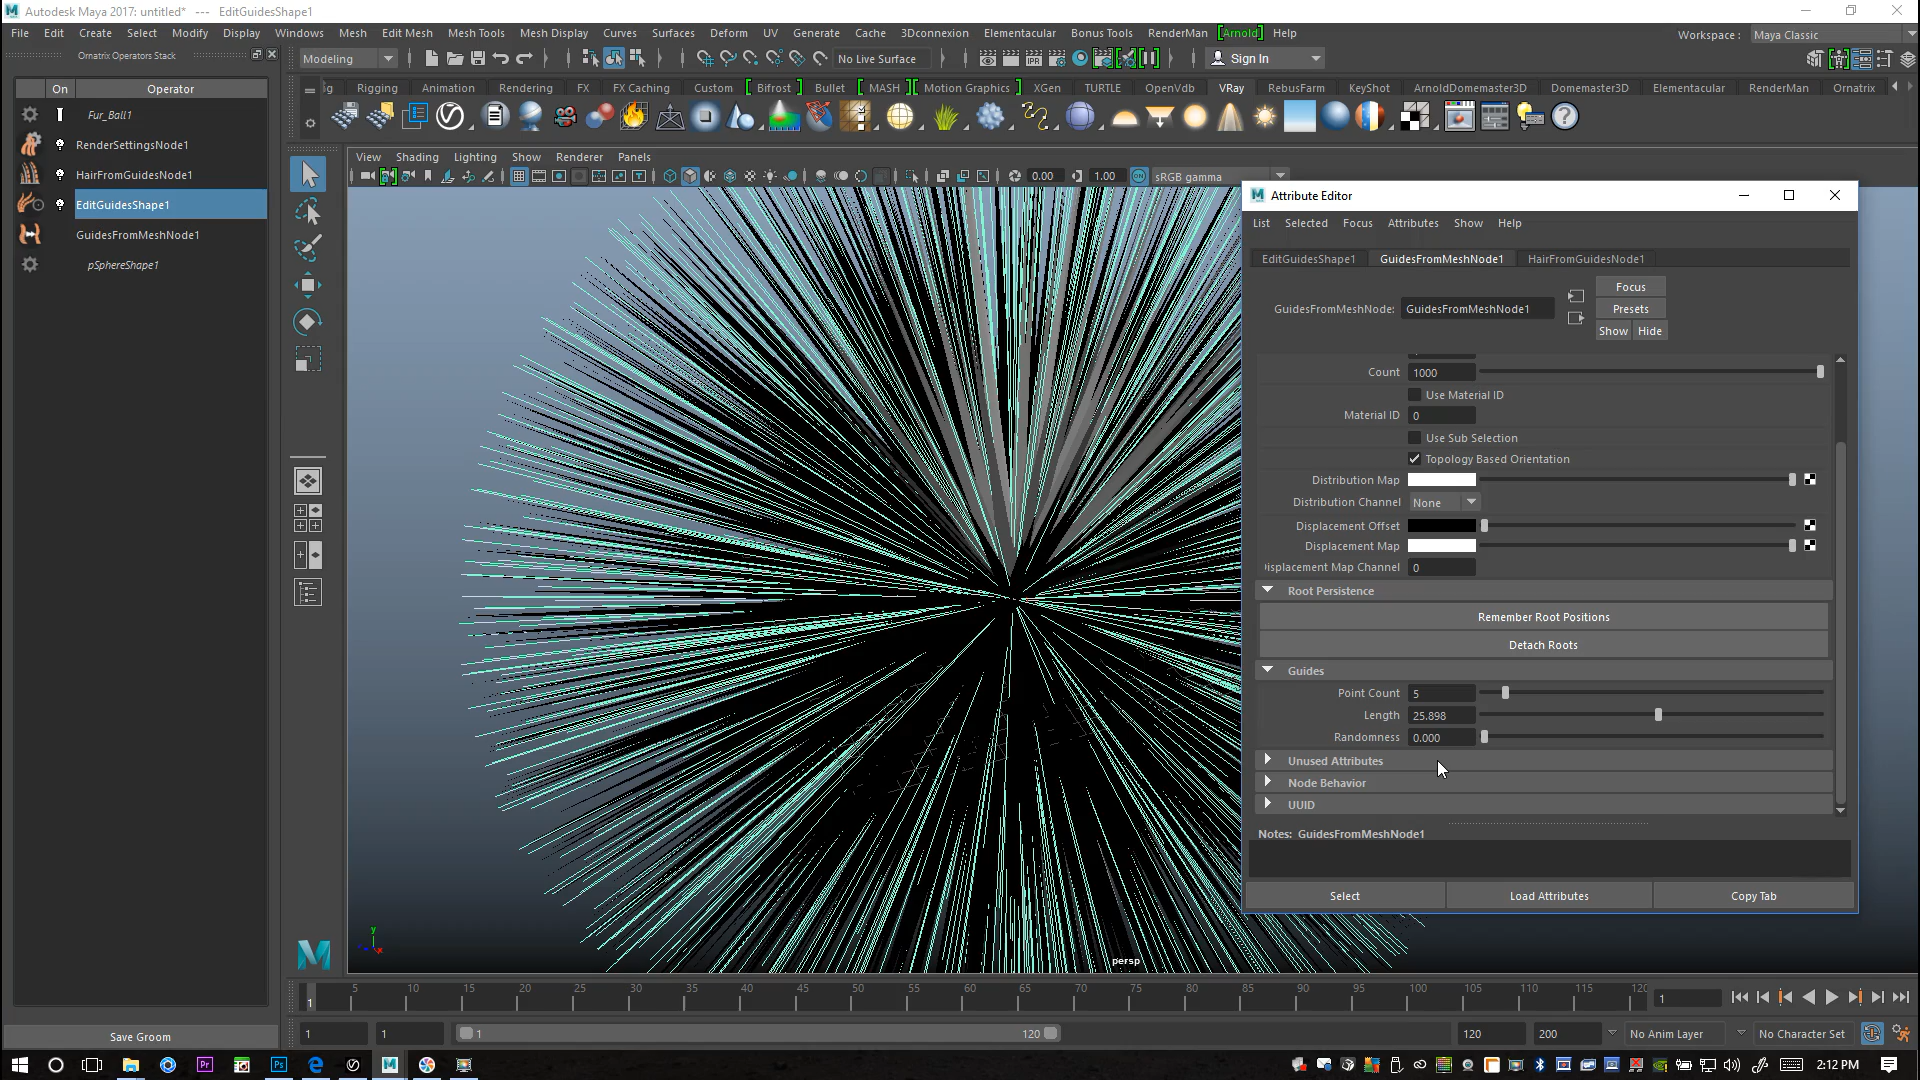 Autodesk Maya 2017: untitled* --- EditGuidesShape1
File Edit Create Select Modify Display Windows Mesh Edit Mesh Mesh Tools Mesh Display Curves Surfaces Deform UV Generate Cache 3Dconnexion Elementacular Bonus Tools RenderMan Arnold Help
Workspace : Maya Classic
Ornatrix Operators Stack
Modeling
No Live Surface
Sign In
Rigging Animation Rendering FX FX Caching Custom Bifrost Bullet MASH Motion Graphics XGen TURTLE OpenVdb VRay RebusFarm KeyShot ArnoldDomemaster3D Domemaster3D Elementacular RenderMan Ornatrix
On Operator
Fur_Ball1
RenderSettingsNode1
HairFromGuidesNode1
EditGuidesShape1
GuidesFromMeshNode1
pSphereShape1
View Shading Lighting Show Renderer Panels
0.00 1.00 sRGB gamma
Attribute Editor
List Selected Focus Attributes Show Help
EditGuidesShape1 GuidesFromMeshNode1 HairFromGuidesNode1
Focus
GuidesFromMeshNode: GuidesFromMeshNode1 Presets
Show Hide
Count 1000
Use Material ID
Material ID 0
Use Sub Selection
Topology Based Orientation
Distribution Map
Distribution Channel None
Displacement Offset
Displacement Map
isplacement Map Channel 0
Root Persistence
Remember Root Positions
Detach Roots
Guides
Point Count 5
Length 25.898
Randomness 0.000
Unused Attributes
Node Behavior
UUID
Notes: GuidesFromMeshNode1
Select Load Attributes Copy Tab
y
x
persp
5 10 15 20 25 30 35 40 45 50 55 60 65 70 75 80 85 90 95 100 105 110 115 120
1 1
1 1 1 120 120 200 No Anim Layer No Character Set
Save Groom
2:12 PM